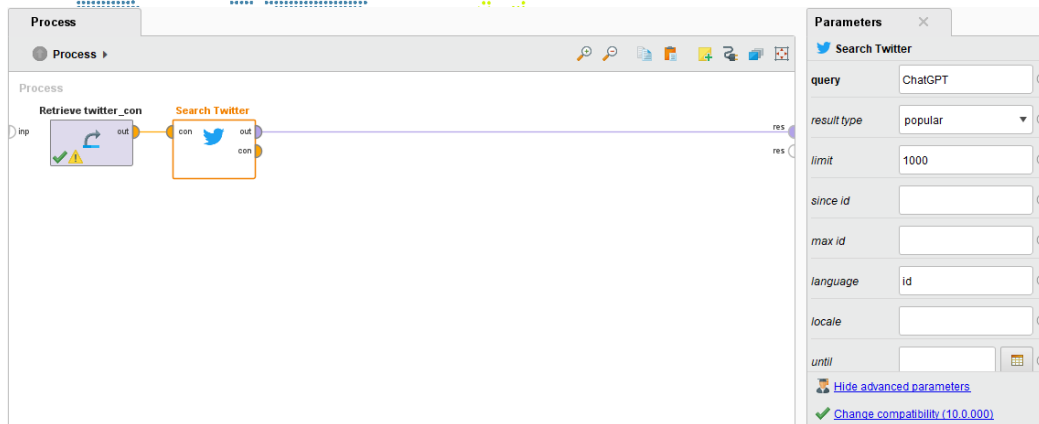 Process
Process
Process
Retrieve twitter_con
Search Twitter
inp
out
con
out
con
res
res
Parameters
Search Twitter
query
ChatGPT
result type
popular
limit
1000
since id
max id
language
id
locale
until
Hide advanced parameters
Change compatibility (10.0.000)